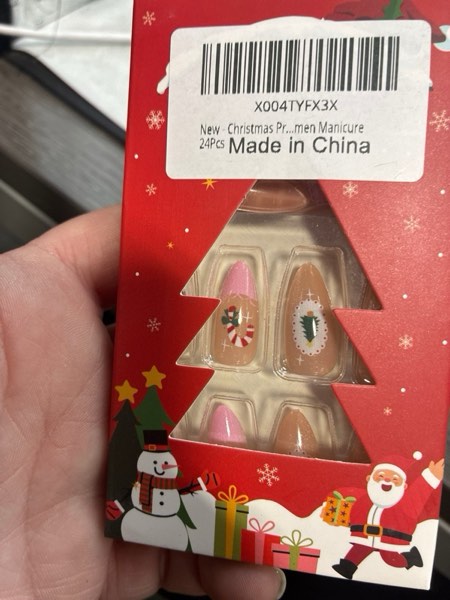 X004TYFX3X
New - Christmas Pr...men Manicure
24Pcs Made in China